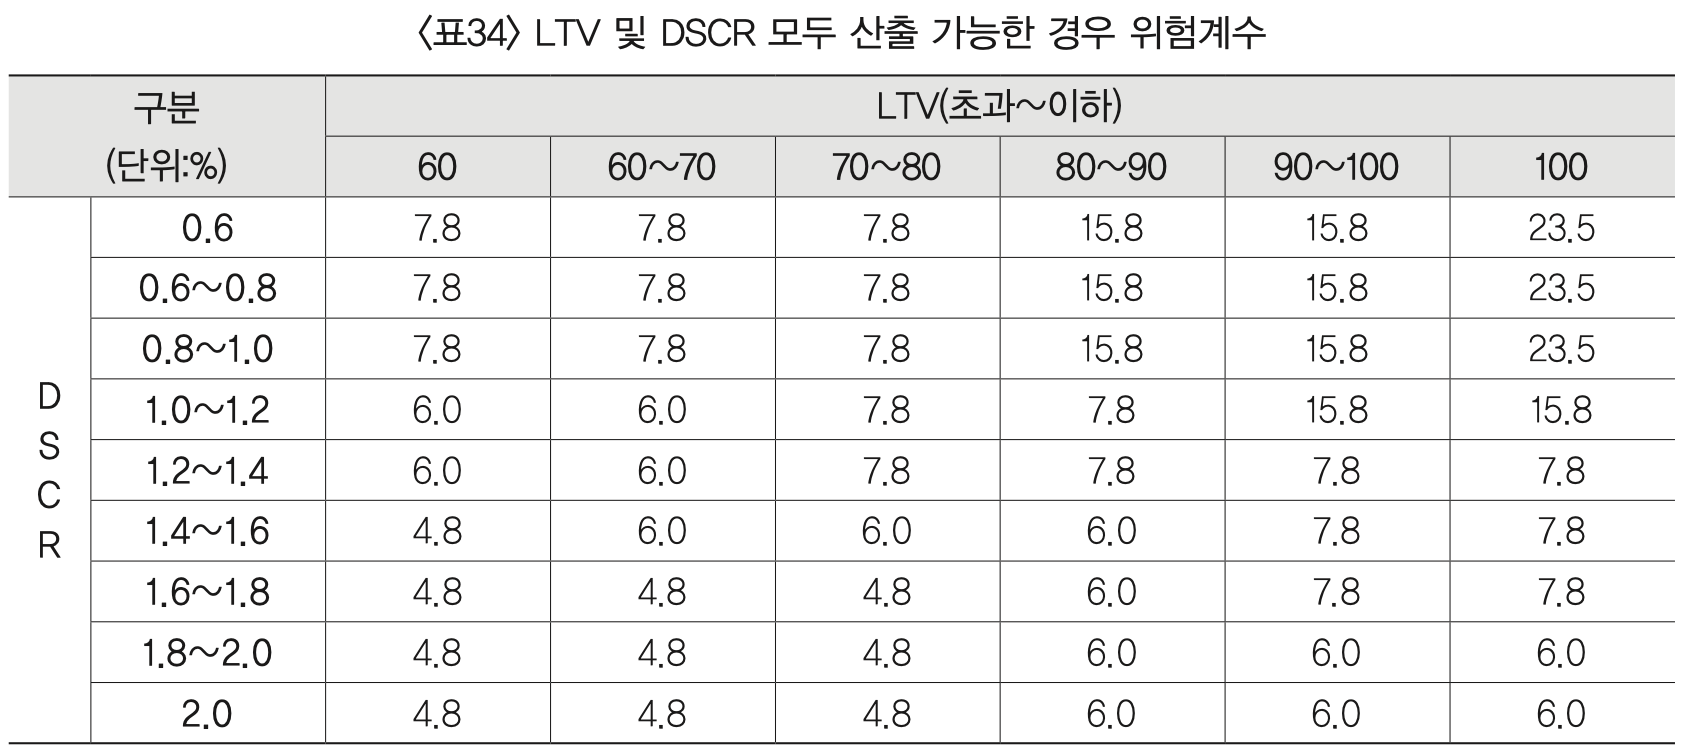 〈표34〉 LTV 및 DSCR 모두 산출 가능한 경우 위험계수
구분 LTV(초과~이하)
(단위:%) 60 60~70 70~80 80~90 90~100 100
DSCR
0.6 7.8 7.8 7.8 15.8 15.8 23.5
0.6~0.8 7.8 7.8 7.8 15.8 15.8 23.5
0.8~1.0 7.8 7.8 7.8 15.8 15.8 23.5
1.0~1.2 6.0 6.0 7.8 7.8 15.8 15.8
1.2~1.4 6.0 6.0 7.8 7.8 7.8 7.8
1.4~1.6 4.8 6.0 6.0 6.0 7.8 7.8
1.6~1.8 4.8 4.8 4.8 6.0 7.8 7.8
1.8~2.0 4.8 4.8 4.8 6.0 6.0 6.0
2.0 4.8 4.8 4.8 6.0 6.0 6.0